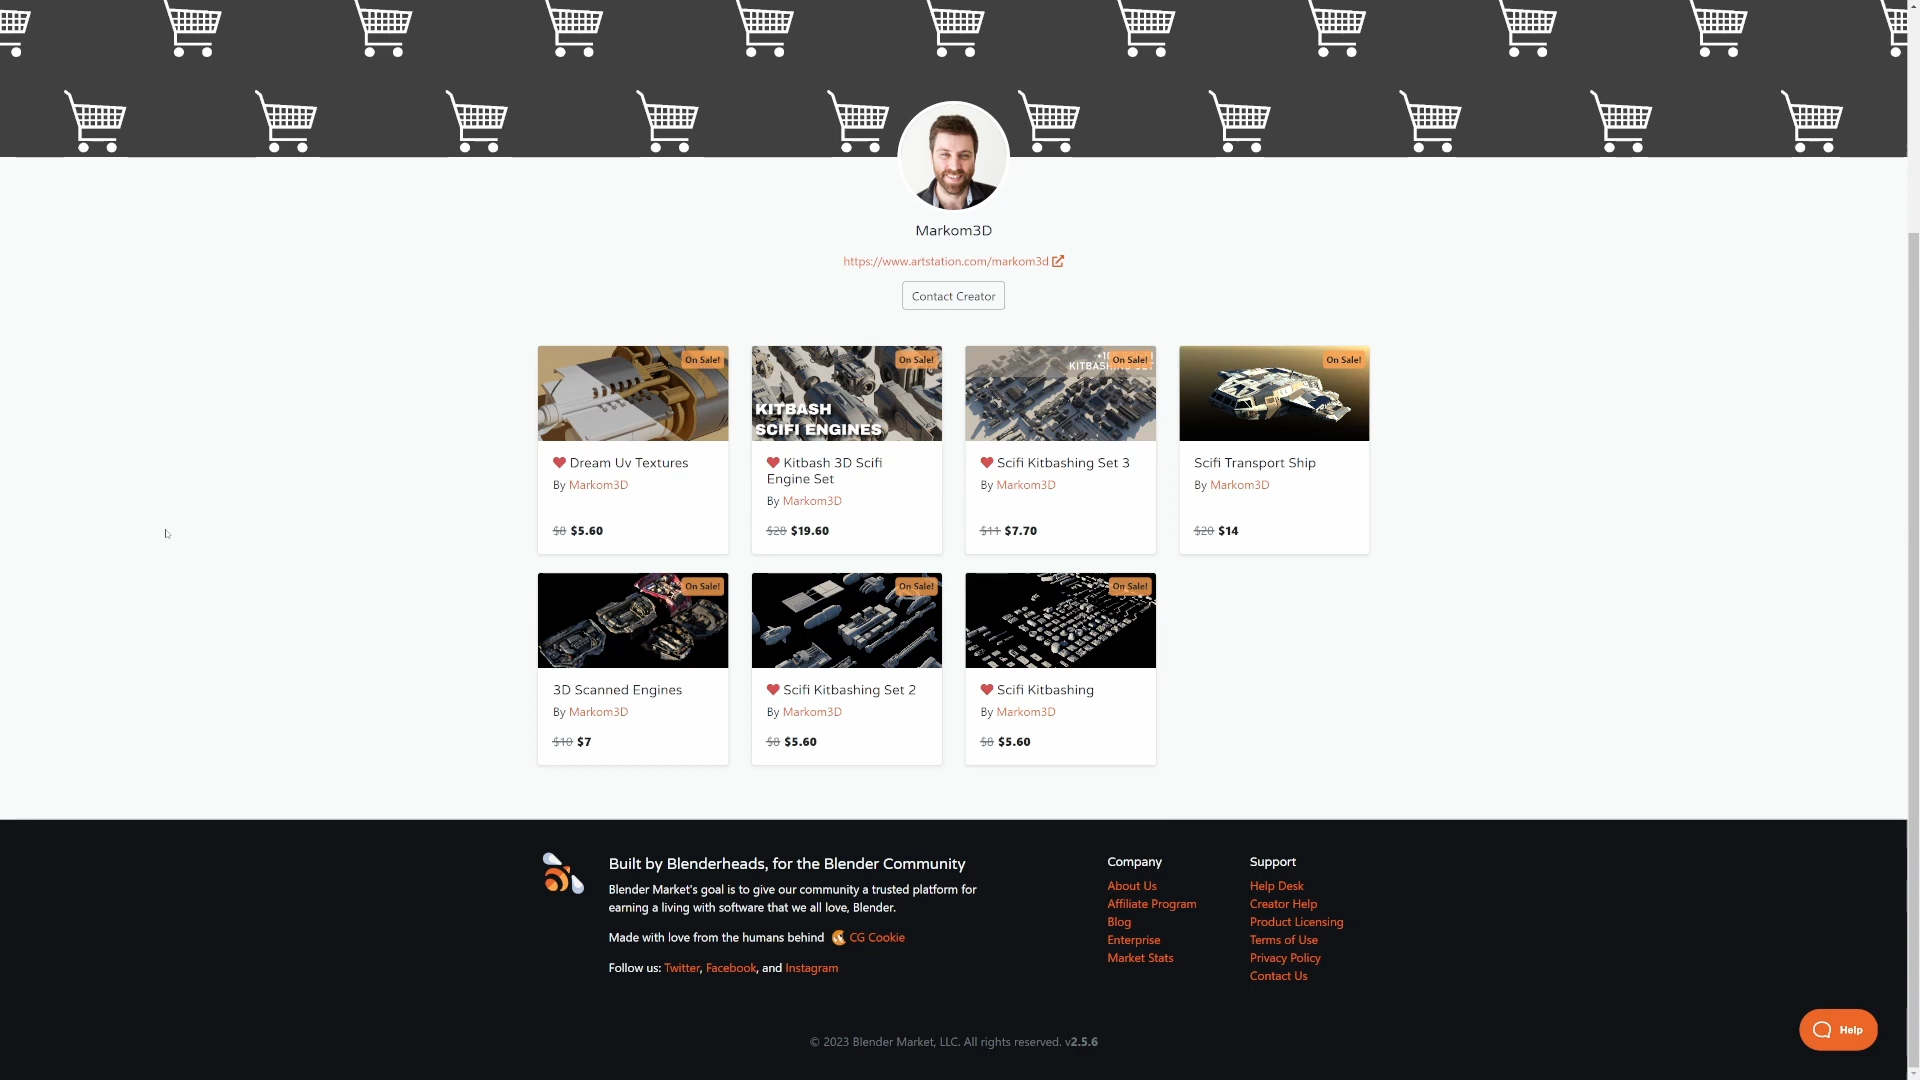 Markom3D
https://www.artstation.com/markom3d
Contact Creator
On Sale!
On Sale!
On Sale!
On Sale!
KITBASH
SCIFI ENGINES
Dream Uv Textures
By Markom3D
$8 $5.60
Kitbash 3D Scifi
Engine Set
By Markom3D
$28 $19.60
Scifi Kitbashing Set 3
By Markom3D
$11 $7.70
Scifi Transport Ship
By Markom3D
$20 $14
On Sale!
On Sale!
On Sale!
3D Scanned Engines
By Markom3D
$10 $7
Scifi Kitbashing Set 2
By Markom3D
$8 $5.60
Scifi Kitbashing
By Markom3D
$8 $5.60
Built by Blenderheads, for the Blender Community
Blender Market's goal is to give our community a trusted platform for
earning a living with software that we all love, Blender.
Made with love from the humans behind CG Cookie
Follow us: Twitter, Facebook, and Instagram
Company
About Us
Affiliate Program
Blog
Enterprise
Market Stats
Support
Help Desk
Creator Help
Product Licensing
Terms of Use
Privacy Policy
Contact Us
Help
© 2023 Blender Market, LLC. All rights reserved. v2.5.6